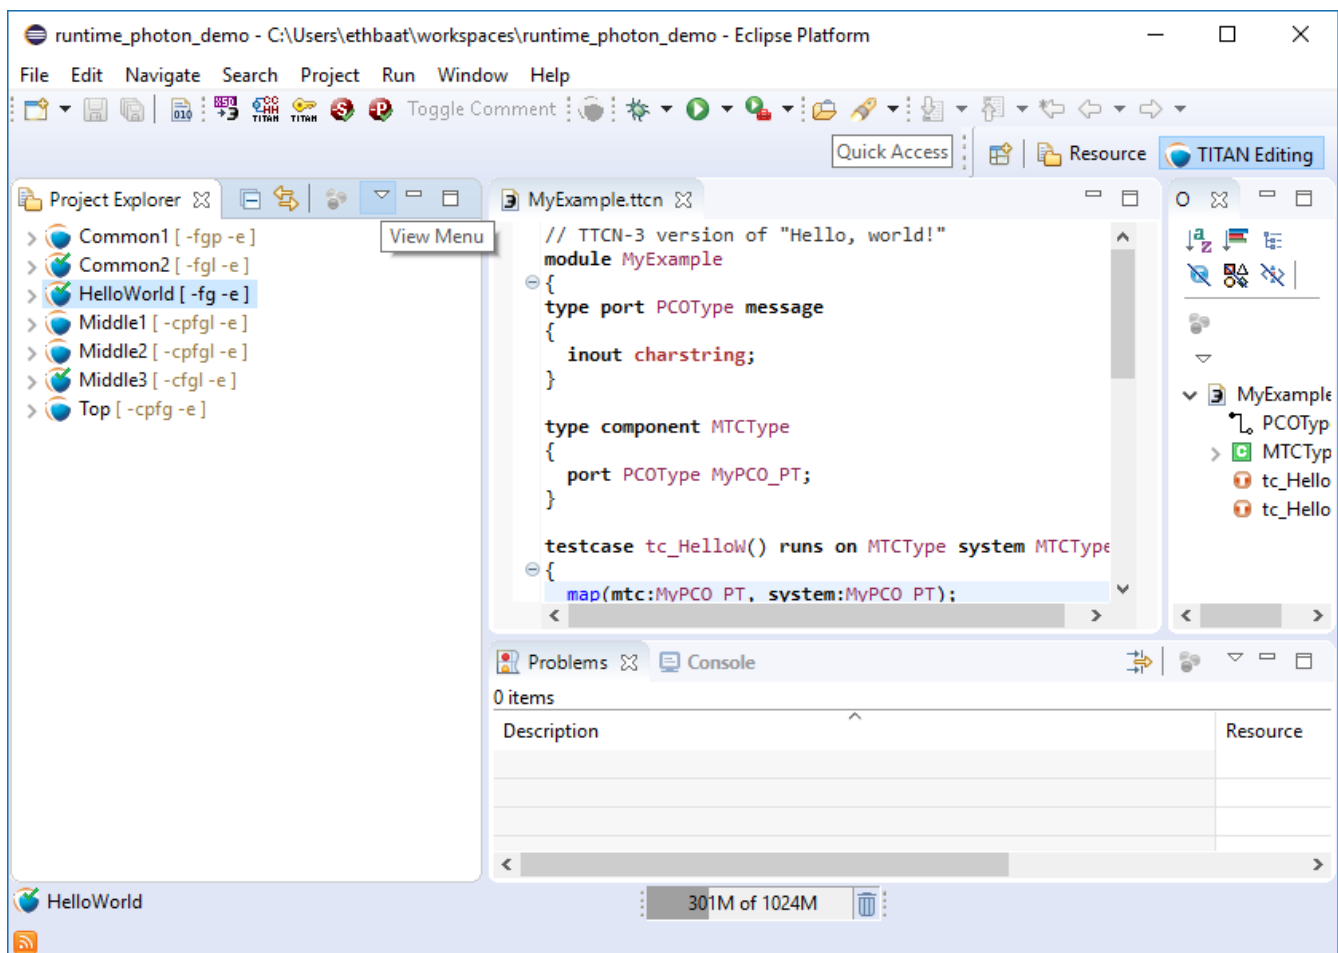 runtime_photon_demo - C:\Users\ethbaat\workspaces\runtime_photon_demo - Eclipse Platform
File Edit Navigate Search Project Run Window Help
010 TITAN TITAN Toggle Comment
Quick Access Resource TITAN Editing
Project Explorer
Common1 [ -fgp -e ]
Common2 [ -fgl -e ]
HelloWorld [ -fg -e ]
Middle1 [ -cpfgl -e ]
Middle2 [ -cpfgl -e ]
Middle3 [ -cfgl -e ]
Top [ -cpfg -e ]
View Menu
MyExample.ttcn
// TTCN-3 version of "Hello, world!"
module MyExample
{
type port PCOType message
{
inout charstring;
}
type component MTCType
{
port PCOType MyPCO_PT;
}
testcase tc_HelloW() runs on MTCType system MTCType
{
map(mtc:MyPCO_PT, system:MyPCO_PT);
O
MyExample
PCOTyp
MTCTyp
tc_Hello
tc_Hello
Problems Console
0 items
Description Resource
HelloWorld 301M of 1024M